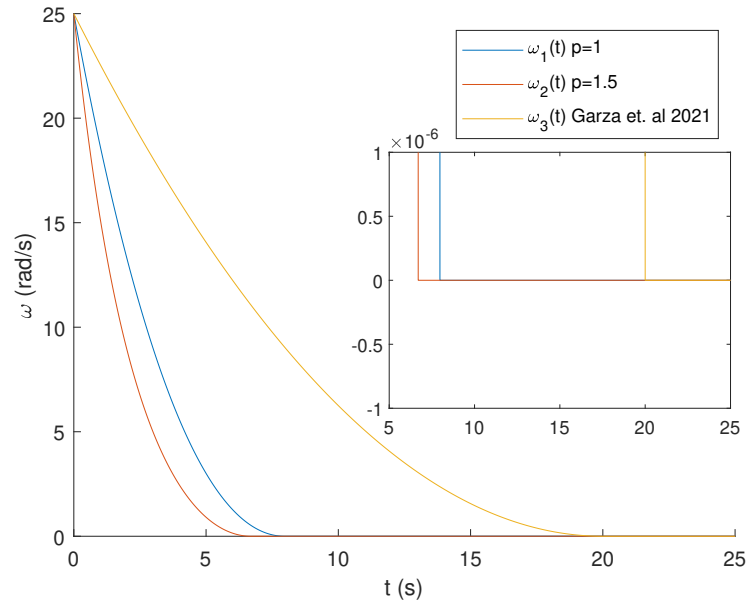 ω₁(t) p=1
ω₂(t) p=1.5
ω₃(t) Garza et. al 2021
×10⁻⁶
1
0.5
0
-0.5
-1
5 10 15 20 25
25
20
15
10
5
0
ω (rad/s)
0 5 10 15 20 25
t (s)